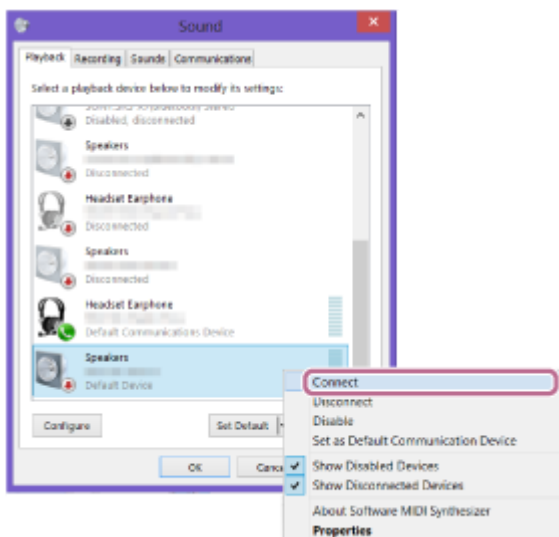 Sound
Playback Recording Sounds Communications
Select a playback device below to modify its settings:
Disabled, disconnected
Speakers
Disconnected
Headset Earphone
Disconnected
Speakers
Disconnected
Headset Earphone
Default Communications Device
Speakers
Default Device
Configure
Set Default
OK
Connect
Disconnect
Disable
Set as Default Communication Device
Show Disabled Devices
Show Disconnected Devices
About Software MIDI Synthesizer
Properties